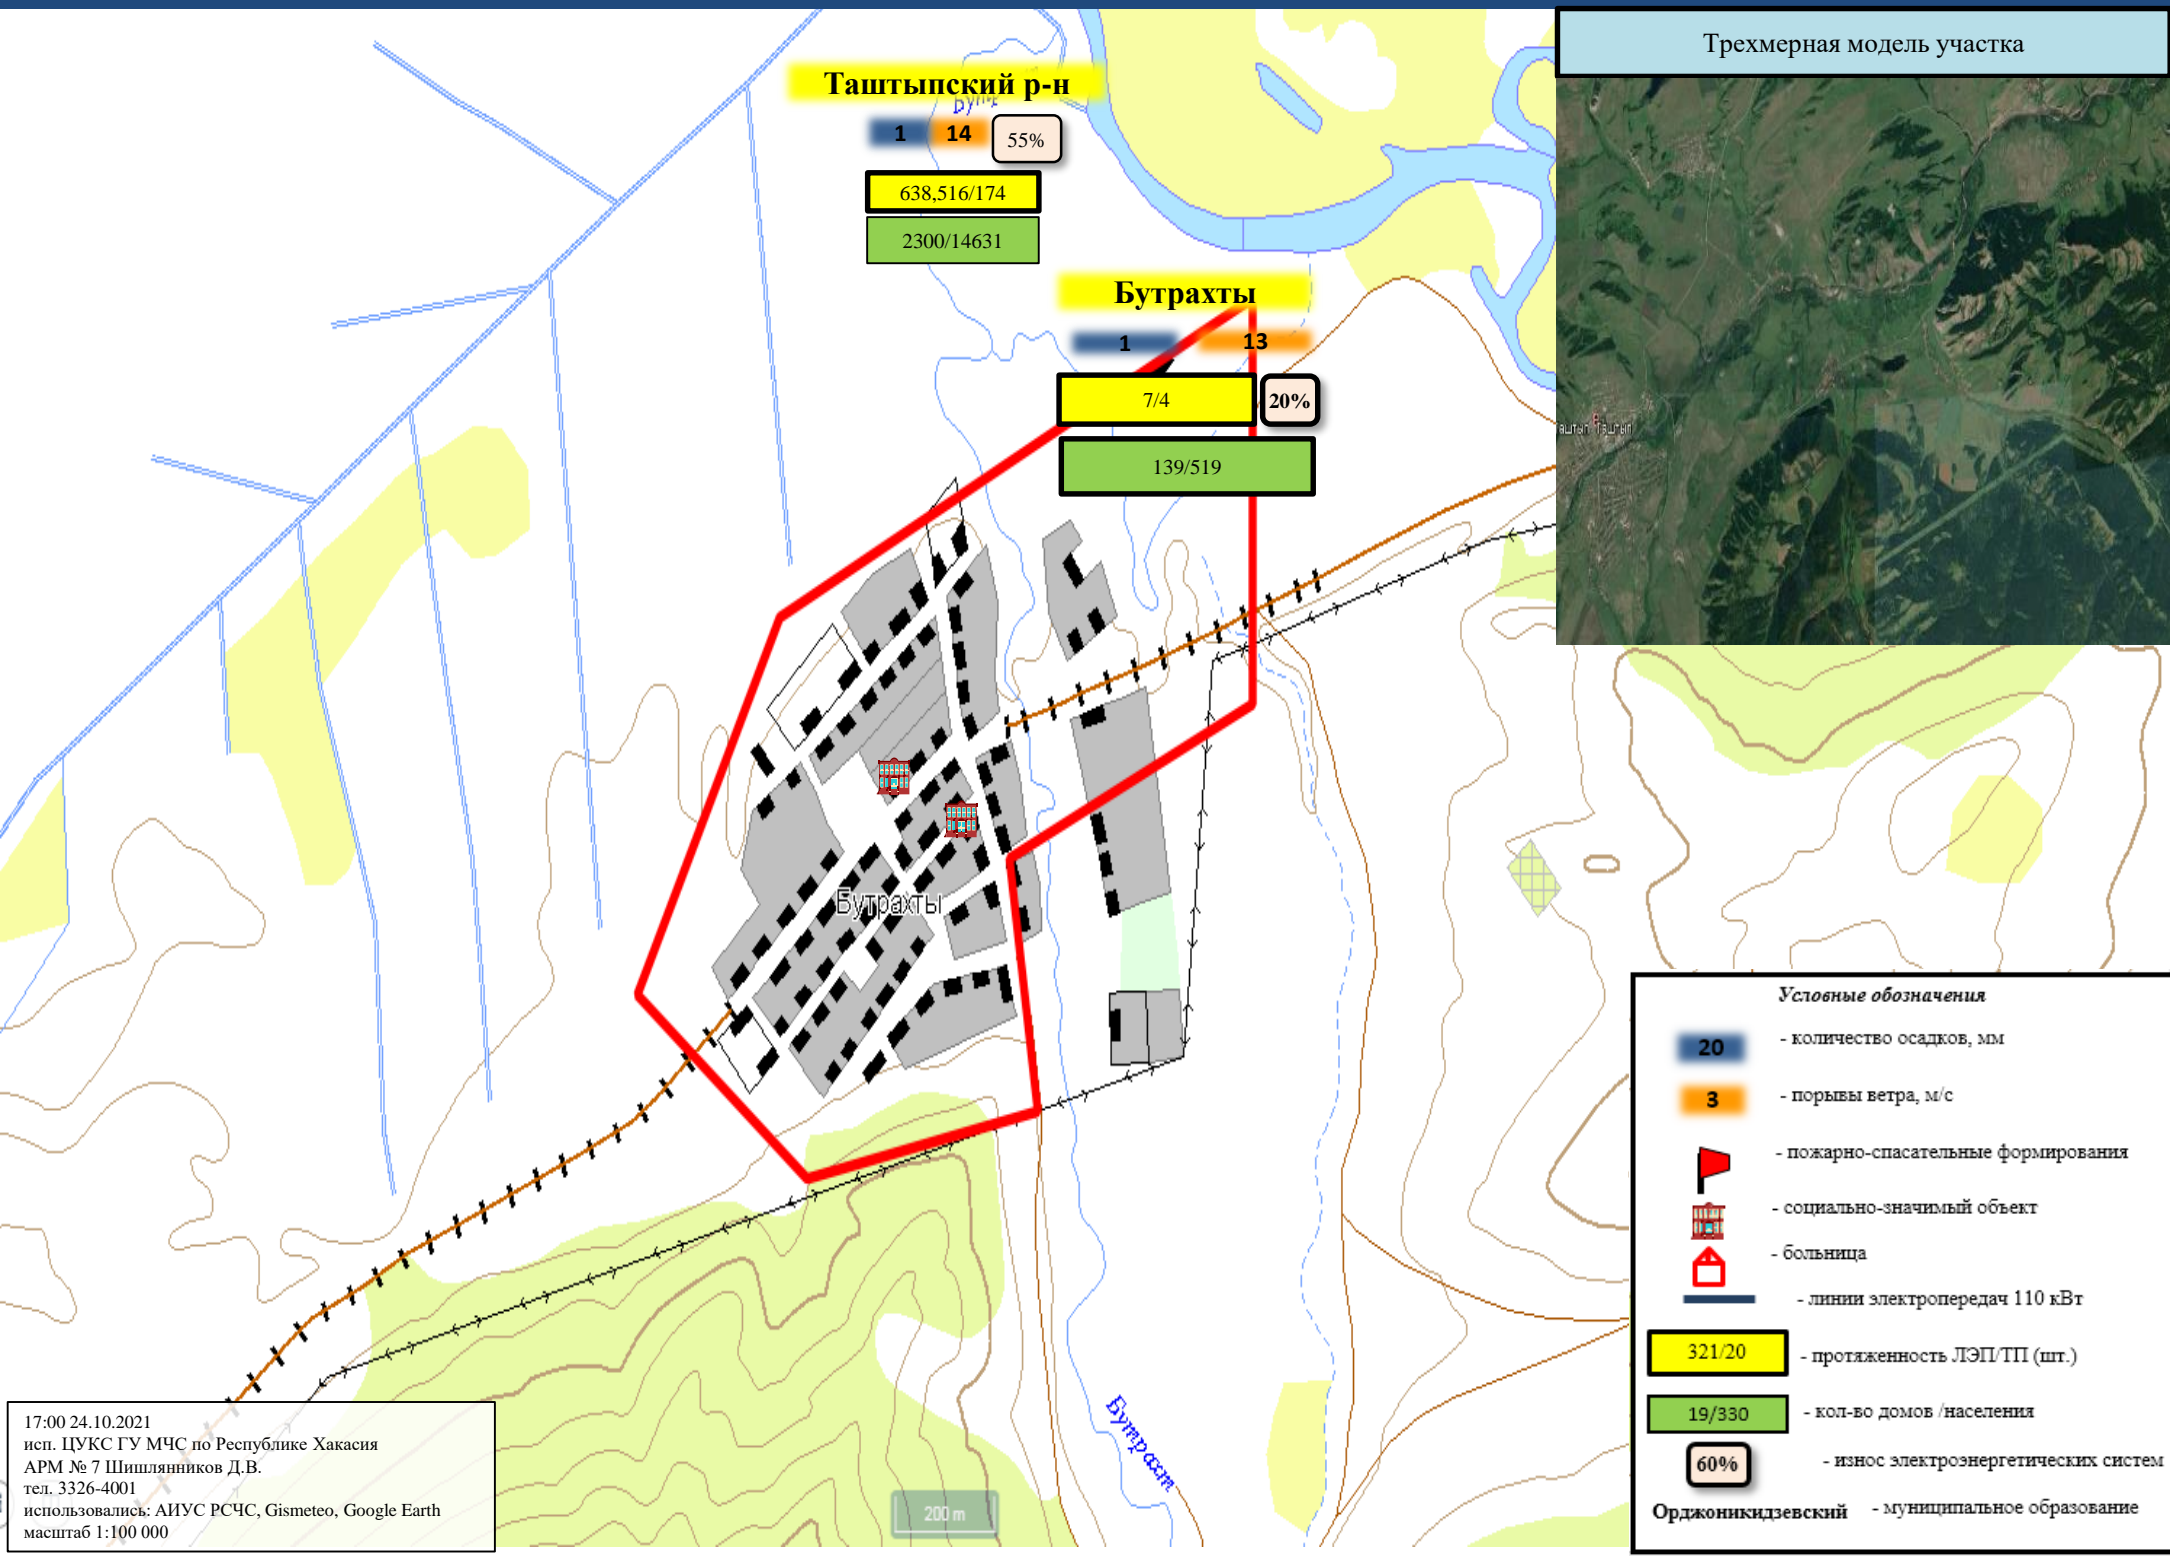 Трехмерная модель участка
Таштыпский р-н
1 14 55%
638,516/174
2300/14631
Бутрахты
1 13
7/4 20%
139/519
Таштып Таштып
Бутрахты
Бутрахт
200 m
Условные обозначения
20 - количество осадков, мм
3 - порывы ветра, м/с
- пожарно-спасательные формирования
- социально-значимый объект
- больница
- линии электропередач 110 кВт
321/20 - протяженность ЛЭП/ТП (шт.)
19/330 - кол-во домов /населения
60% - износ электроэнергетических систем
Орджоникидзевский - муниципальное образование
17:00 24.10.2021
исп. ЦУКС ГУ МЧС по Республике Хакасия
АРМ № 7 Шишлянников Д.В.
тел. 3326-4001
использовались: АИУС РСЧС, Gismeteo, Google Earth
масштаб 1:100 000